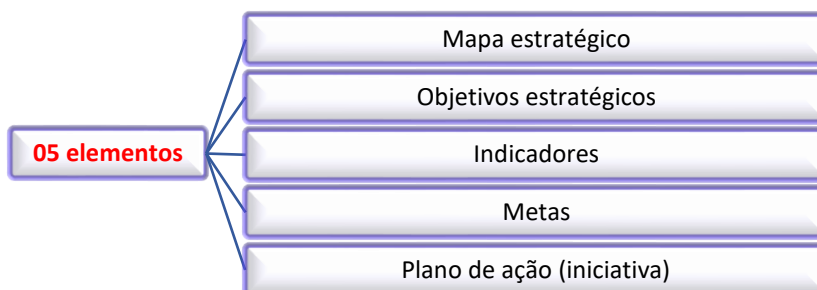 05 elementos
Mapa estratégico
Objetivos estratégicos
Indicadores
Metas
Plano de ação (iniciativa)